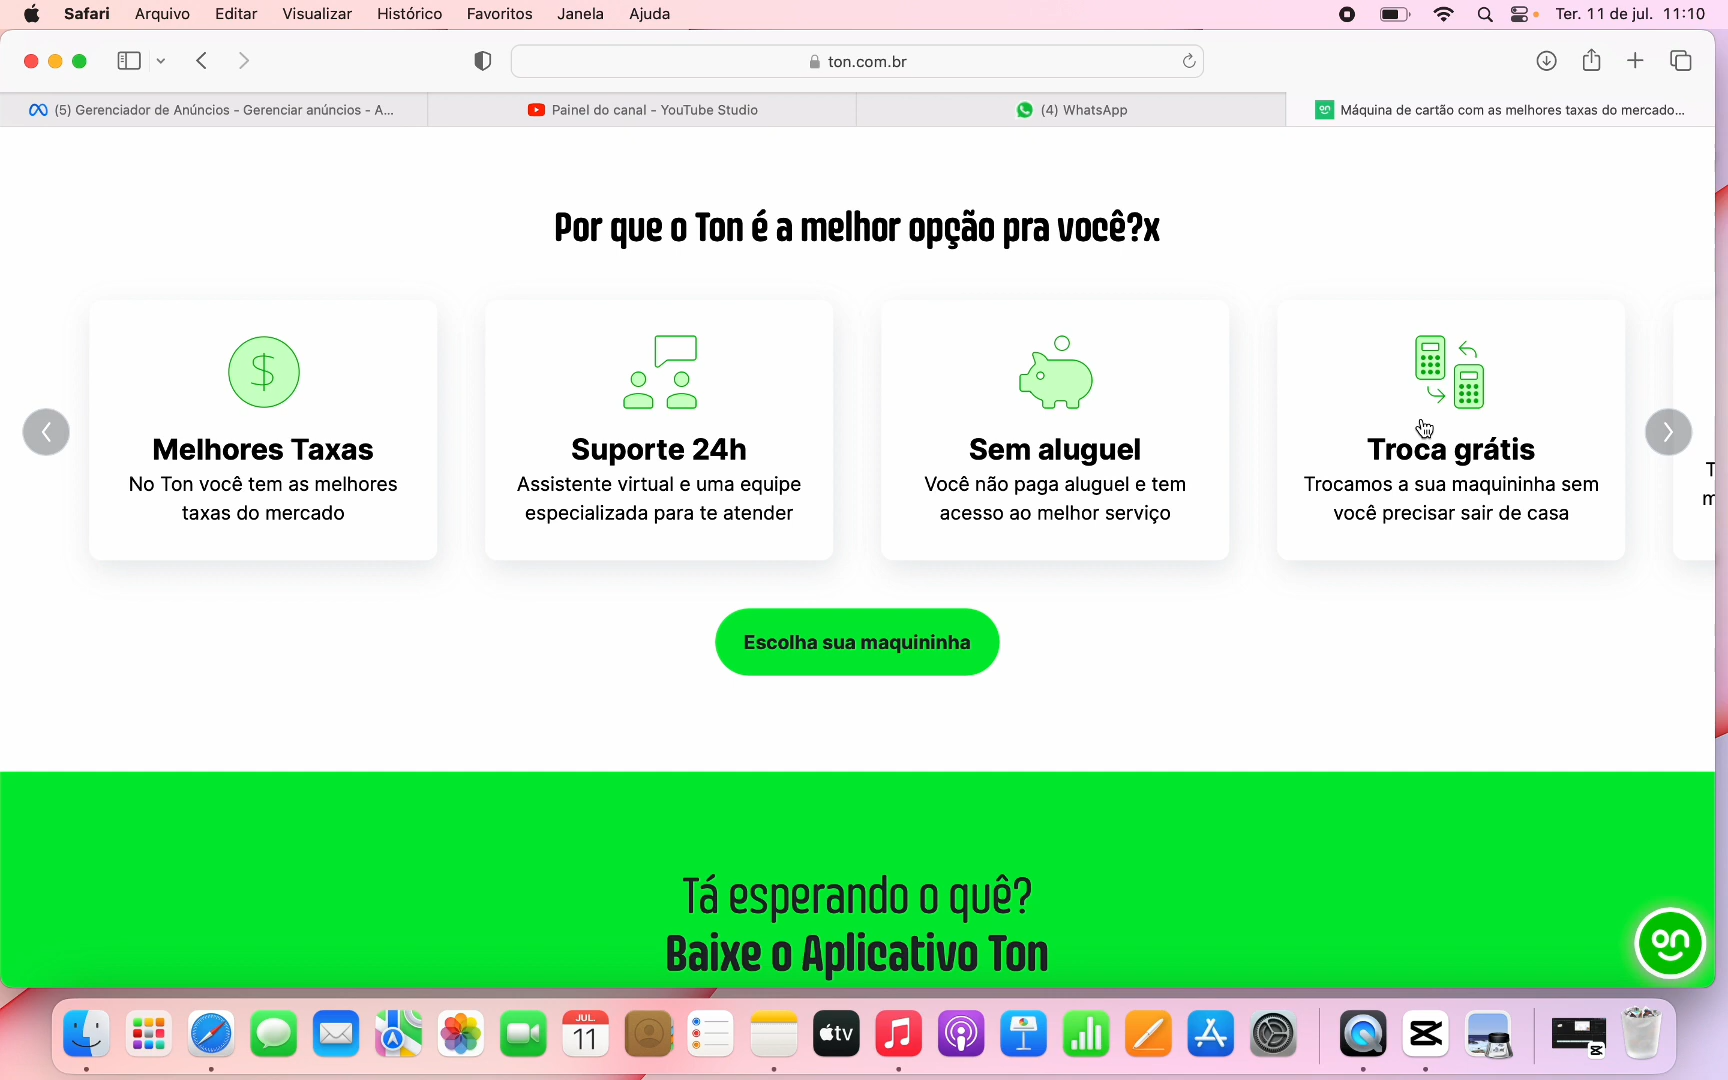 Safari Arquivo Editar Visualizar Histórico Favoritos Janela Ajuda Ter. 11 de jul. 11:10
ton.com.br
(5) Gerenciador de Anúncios - Gerenciar anúncios - A... Painel do canal - YouTube Studio (4) WhatsApp on Máquina de cartão com as melhores taxas do mercado...
Por que o Ton é a melhor opção pra você?x
$
Melhores Taxas
No Ton você tem as melhores
taxas do mercado
Suporte 24h
Assistente virtual e uma equipe
especializada para te atender
Sem aluguel
Você não paga aluguel e tem
acesso ao melhor serviço
Troca grátis
Trocamos a sua maquininha sem
você precisar sair de casa
T
m
Escolha sua maquininha
Tá esperando o quê?
Baixe o Aplicativo Ton
on
JUL.
11
tv